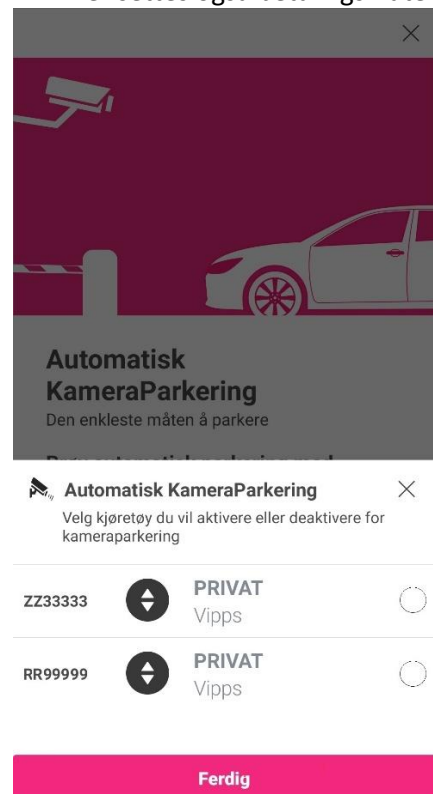 Automatisk
KameraParkering
Den enkleste måten å parkere
Automatisk KameraParkering
Velg kjøretøy du vil aktivere eller deaktivere for
kameraparkering
ZZ33333
PRIVAT
Vipps
RR99999
PRIVAT
Vipps
Ferdig